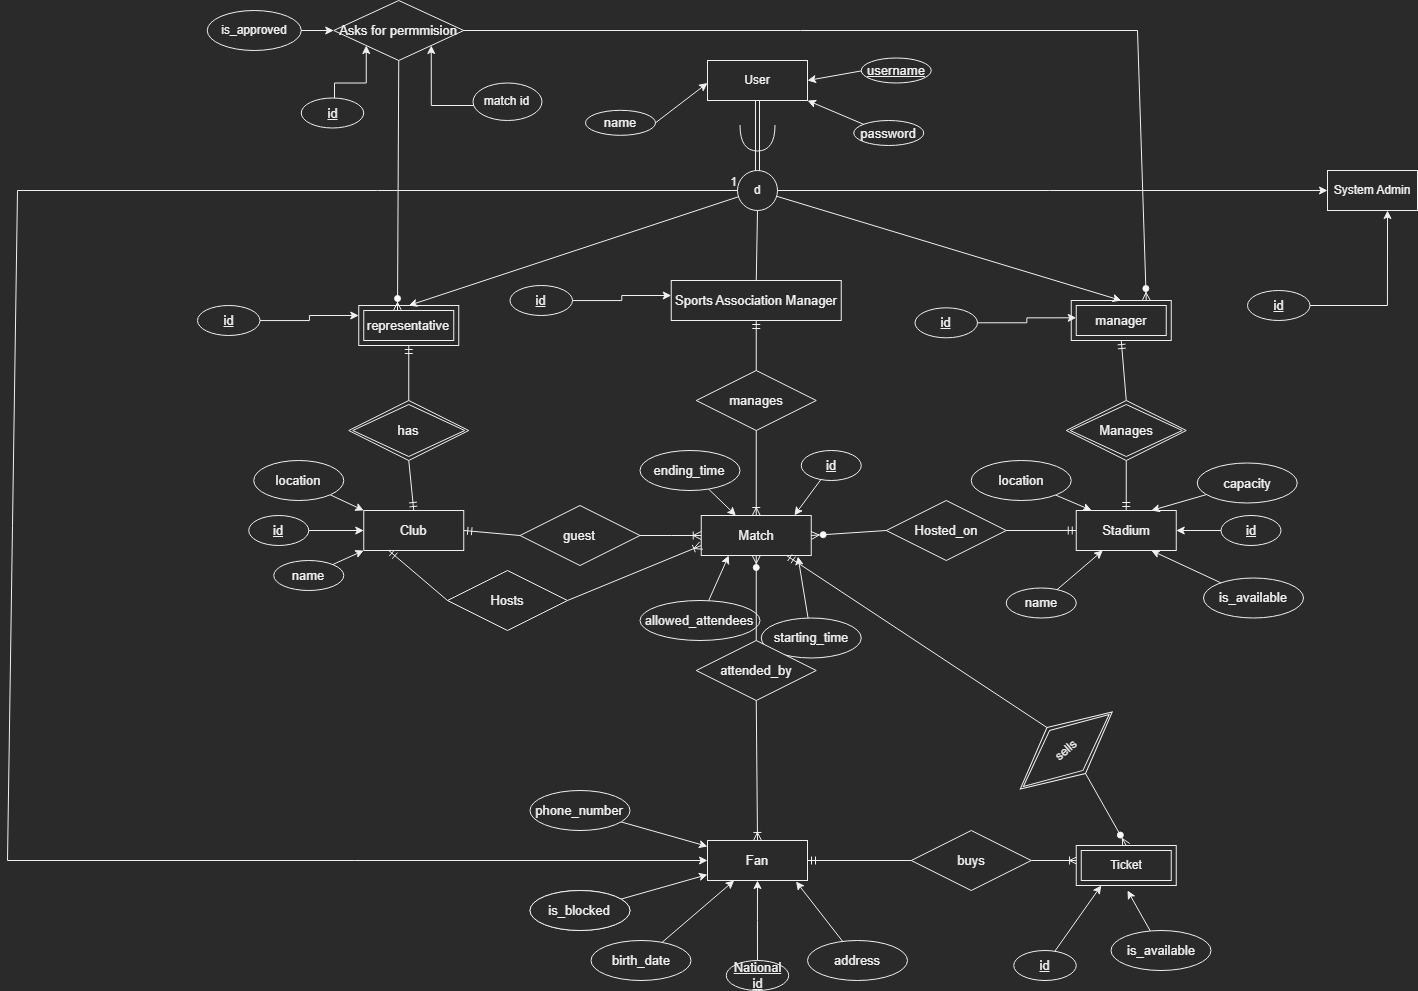 is_approved
Asks for permmision
id
match id
User
username
name
password
1
d
System Admin
id
id
representative
id
Sports Association Manager
id
manager
has
manages
Manages
location
id
name
Club
guest
Hosts
ending_time
id
Match
allowed_attendees
starting_time
Hosted_on
location
capacity
Stadium
id
name
is_available
attended_by
sells
phone_number
Fan
is_blocked
birth_date
National
id
address
buys
Ticket
id
is_available